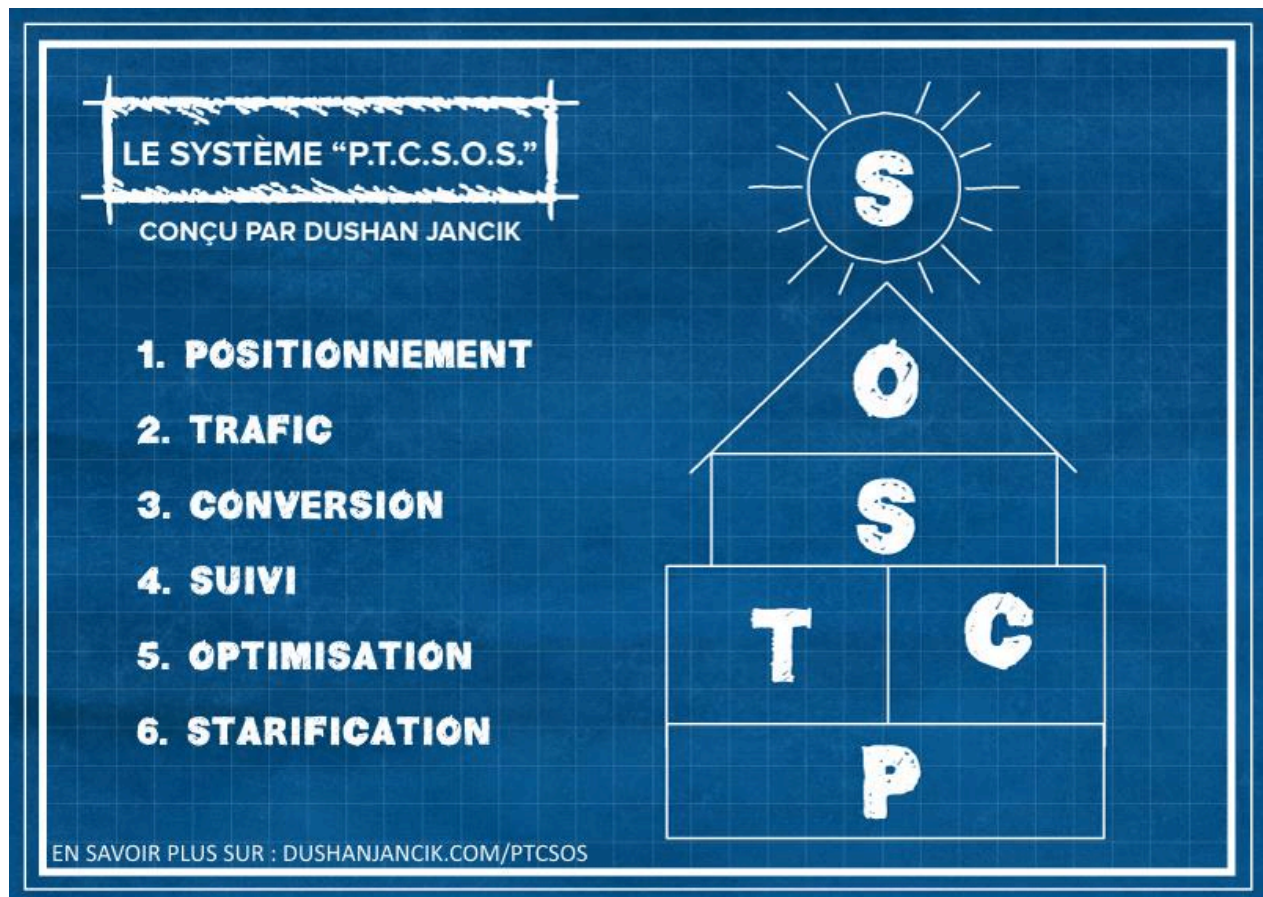 LE SYSTÈME “P.T.C.S.O.S.”
CONÇU PAR DUSHAN JANCIK
1. POSITIONNEMENT
2. TRAFIC
3. CONVERSION
4. SUIVI
5. OPTIMISATION
6. STARIFICATION
EN SAVOIR PLUS SUR : DUSHANJANCIK.COM/PTCSOS
S
O
S
T C
P